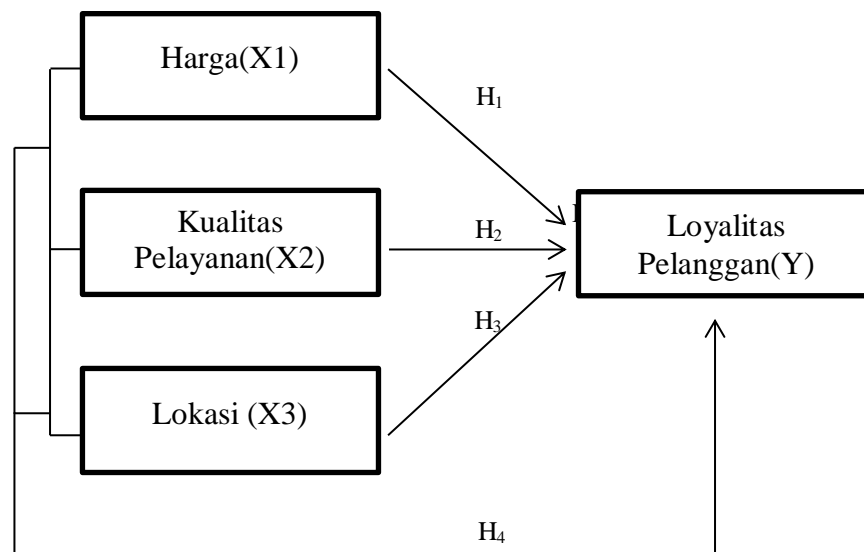 Harga(X1)
H₁
Kualitas
Pelayanan(X2)
H₂
Loyalitas
Pelanggan(Y)
H₃
Lokasi (X3)
H₄